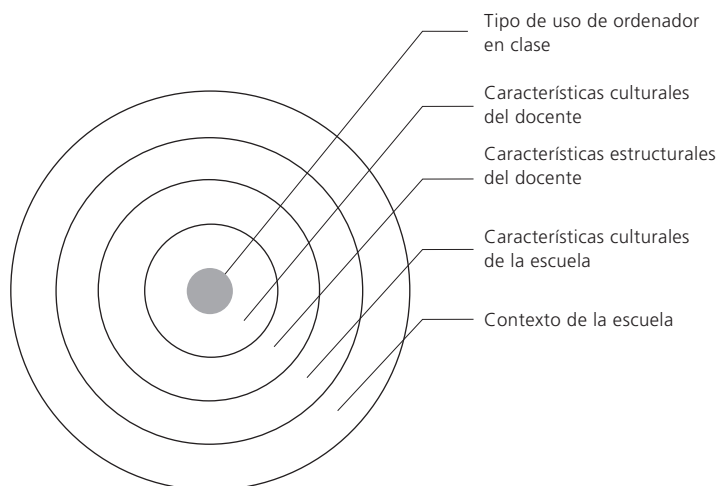 Tipo de uso de ordenador
en clase
Características culturales
del docente
Características estructurales
del docente
Características culturales
de la escuela
Contexto de la escuela